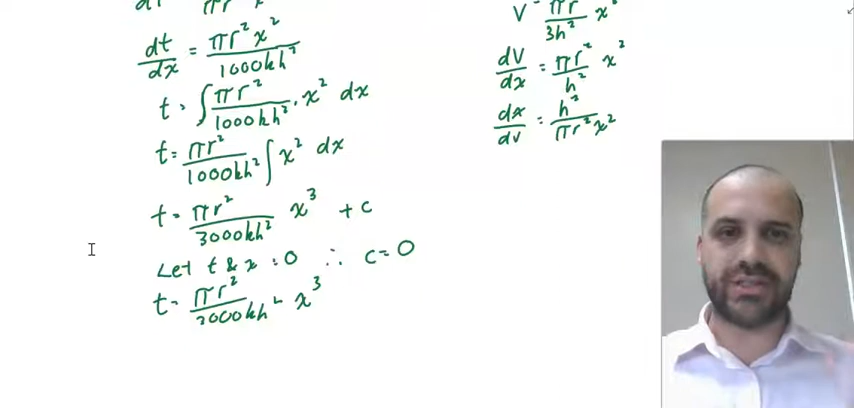 dt/dx = πr²x²/1000kh²
t = ∫ πr²/1000kh² . x² dx
t = πr²/1000kh² ∫ x² dx
t = πr²/3000kh² x³ + c
Let t & x = 0 ∴ c = 0
t = πr²/3000kh² x³
V = πr²/3h² x³
dV/dx = πr²/h² x²
dx/dV = h²/πr²x²